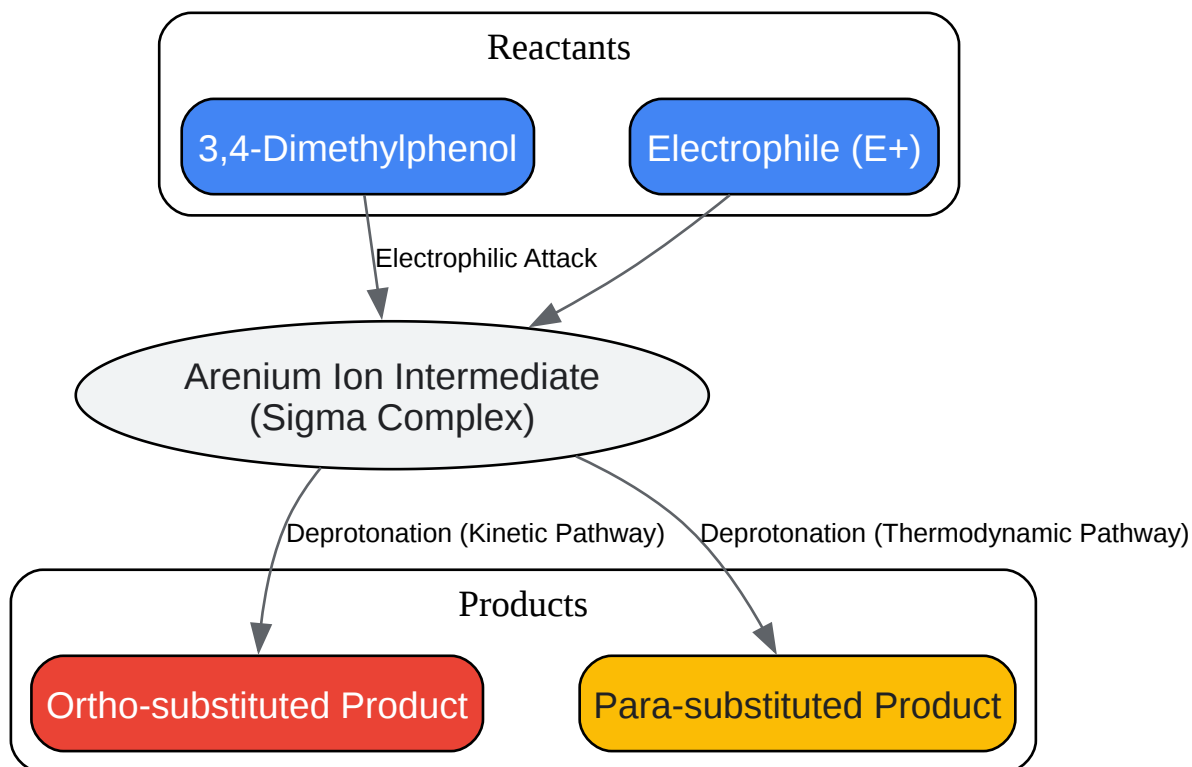 Reactants
3,4-Dimethylphenol
Electrophile (E+)
Electrophilic Attack
Arenium Ion Intermediate
(Sigma Complex)
Deprotonation (Kinetic Pathway)
Deprotonation (Thermodynamic Pathway)
Products
Ortho-substituted Product
Para-substituted Product